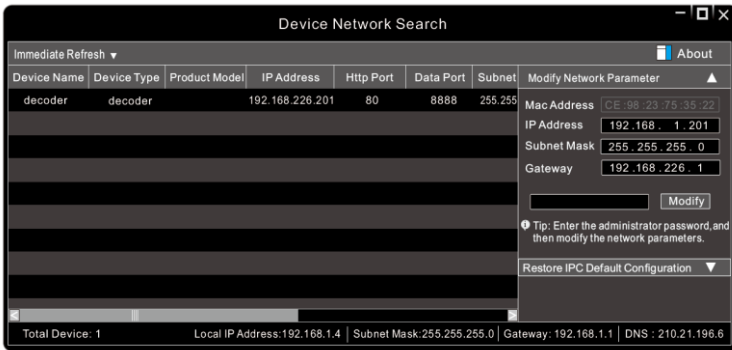 Device Network Search
Immediate Refresh ▼ About
Device Name Device Type Product Model IP Address Http Port Data Port Subnet
decoder decoder 192.168.226.201 80 8888 255.255
Modify Network Parameter ▲
Mac Address CE:98:23:75:35:22
IP Address 192.168. 1.201
Subnet Mask 255.255.255. 0
Gateway 192.168.226. 1
Modify
Tip: Enter the administrator password,and
then modify the network parameters.
Restore IPC Default Configuration ▼
Total Device: 1 Local IP Address:192.168.1.4 Subnet Mask:255.255.255.0 Gateway: 192.168.1.1 DNS : 210.21.196.6